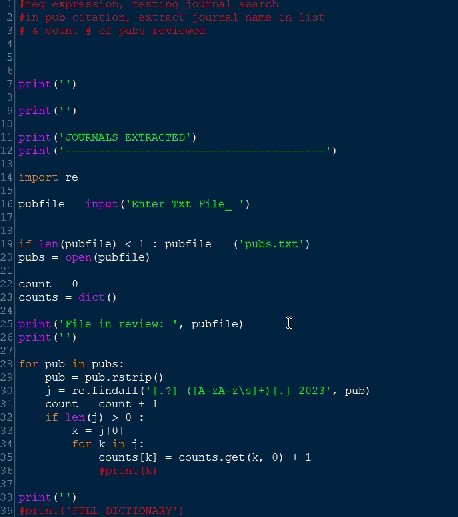 1 #reg expression, testing journal search
2 #in pub citation, extract journal name in list
3 # & count # of pubs reviewed
4
5
6
7 print('')
8
9 print('')
10
11 print('JOURNALS EXTRACTED')
12 print('---------------------------------------')
13
14 import re
15
16 pubfile = input('Enter Txt File_ ')
17
18
19 if len(pubfile) < 1 : pubfile = ('pubs.txt')
20 pubs = open(pubfile)
21
22 count = 0
23 counts = dict()
24
25 print('File in review: ', pubfile)
26 print('')
27
28 for pub in pubs:
29 pub = pub.rstrip()
30 j = re.findall('[.?] ([A-zA-z\s]+)[.] 2023', pub)
31 count = count + 1
32 if len(j) > 0 :
33 k = j[0]
34 for k in j:
35 counts[k] = counts.get(k, 0) + 1
36 #print(k)
37
38 print('')
39 #print('FULL DICTIONARY')